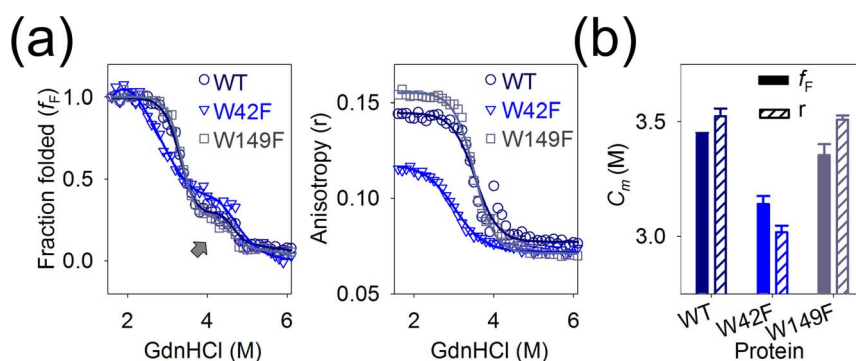 (a)
Fraction folded (fF)
1.0
0.5
0.0
WT
W42F
W149F
2
4
6
GdnHCl (M)
Anisotropy (r)
0.15
0.10
0.05
WT
W42F
W149F
2
4
6
GdnHCl (M)
(b)
Cm (M)
3.5
3.0
fF
r
WT
W42F
W149F
Protein